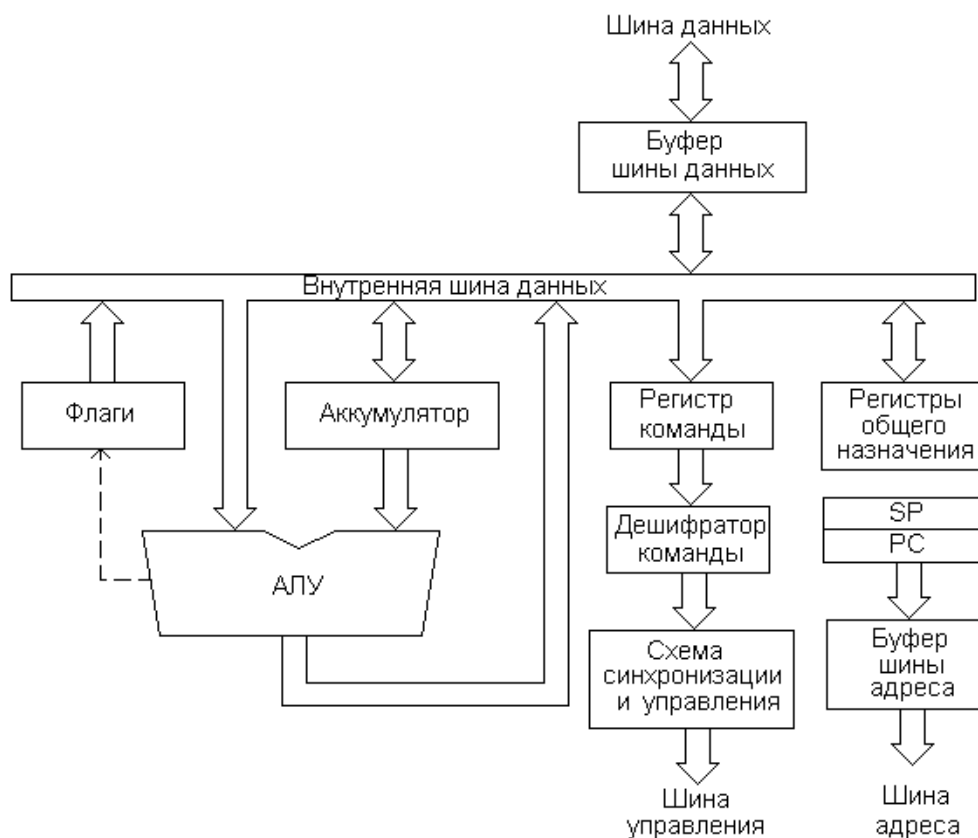 Шина данных
Буфер
шины данных
Внутренняя шина данных
Флаги
Аккумулятор
Регистр
команды
Регистры
общего
назначения
SP
PC
Дешифратор
команды
АЛУ
Схема
синхронизации
и управления
Буфер
шины
адреса
Шина
управления
Шина
адреса